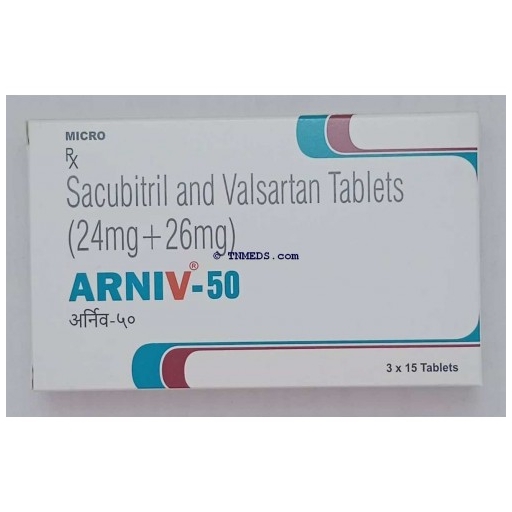 MICRO
Rx
Sacubitril and Valsartan Tablets
(24mg+26mg)
© TNMEDS.com
ARNIV®-50
अर्निव-५०
3 x 15 Tablets